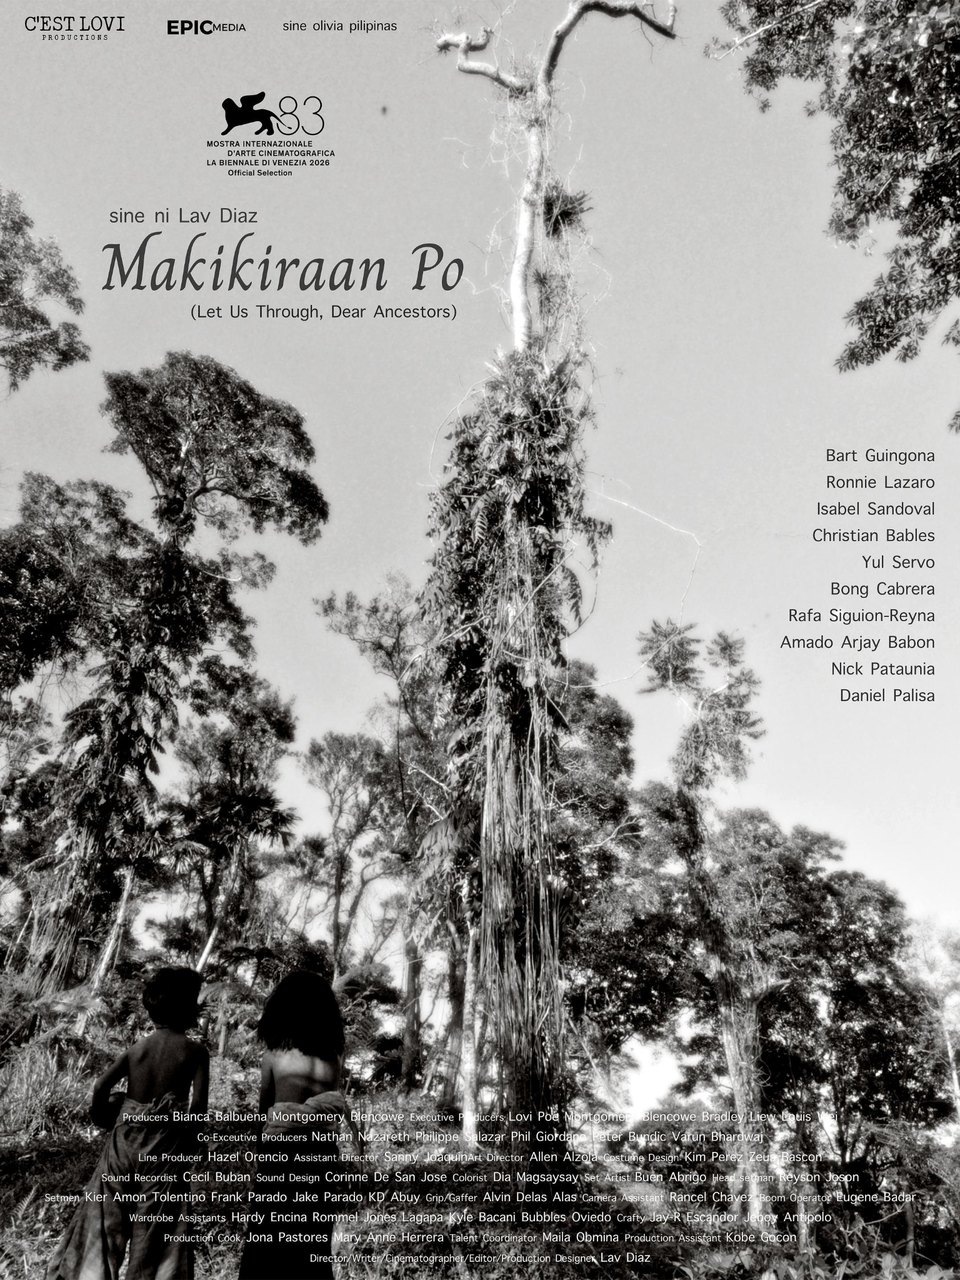 C'EST LOVI
PRODUCTIONS
EPICMEDIA
sine olivia pilipinas
83
MOSTRA INTERNAZIONALE
D'ARTE CINEMATOGRAFICA
LA BIENNALE DI VENEZIA 2026
Official Selection
sine ni Lav Diaz
Makikiraan Po
(Let Us Through, Dear Ancestors)
Bart Guingona
Ronnie Lazaro
Isabel Sandoval
Christian Bables
Yul Servo
Bong Cabrera
Rafa Siguion-Reyna
Amado Arjay Babon
Nick Pataunia
Daniel Palisa
Producers Bianca Balbuena Montgomery Blencowe Executive Producers Lovi Poe Montgomery Blencowe Bradley Liew Louis Wei
Co-Exceutive Producers Nathan Nazareth Philippe Salazar Phil Giordano Peter Bundic Varun Bhardwaj
Line Producer Hazel Orencio Assistant Director Sanny Joaquin Art Director Allen Alzola Costume Design Kim Perez Zeus Bascon
Sound Recordist Cecil Buban Sound Design Corinne De San Jose Colorist Dia Magsaysay Set Artist Buen Abrigo Head setman Reyson Joson
Setmen Kier Amon Tolentino Frank Parado Jake Parado KD Abuy Grip/Gaffer Alvin Delas Alas Camera Assistant Rancel Chavez Boom Operator Eugene Badar
Wardrobe Assistants Hardy Encina Rommel Jones Lagapa Kyle Bacani Bubbles Oviedo Crafty Jay-R Escandor Jeboy Antipolo
Production Cook Jona Pastores Mary Anne Herrera Talent Coordinator Maila Obmina Production Assistant Kobe Gocon
Director/Writer/Cinematographer/Editor/Production Designer Lav Diaz